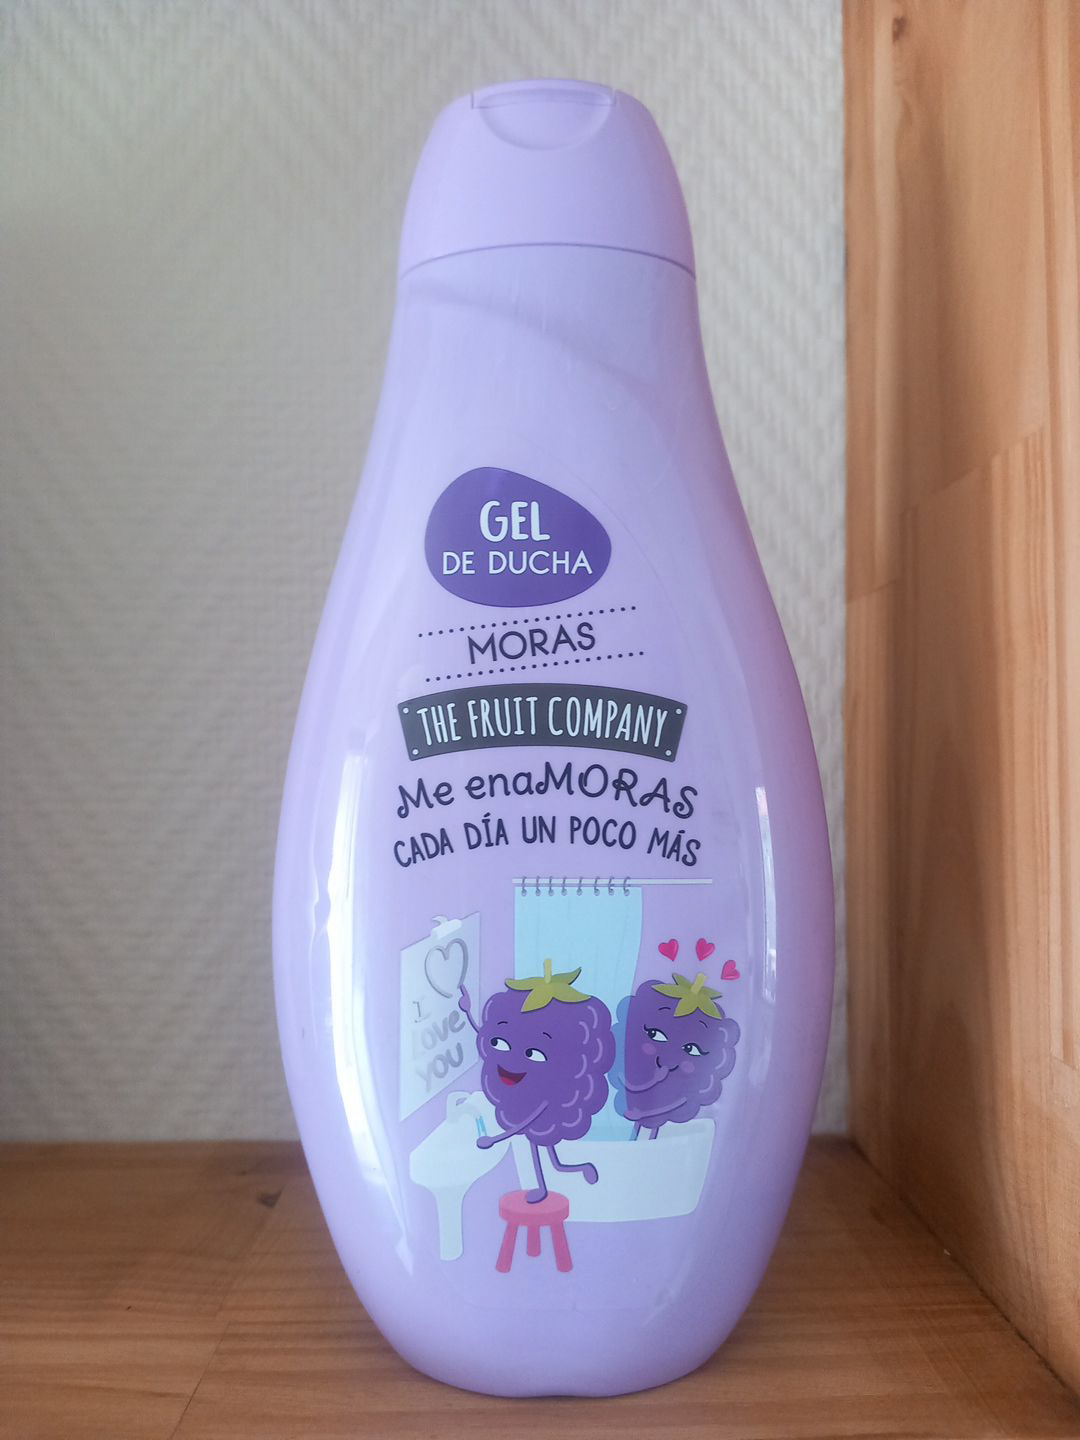 GEL
DE DUCHA
MORAS
THE FRUIT COMPANY
Me enaMORAS
CADA DÍA UN POCO MÁS
I
Love
YOU